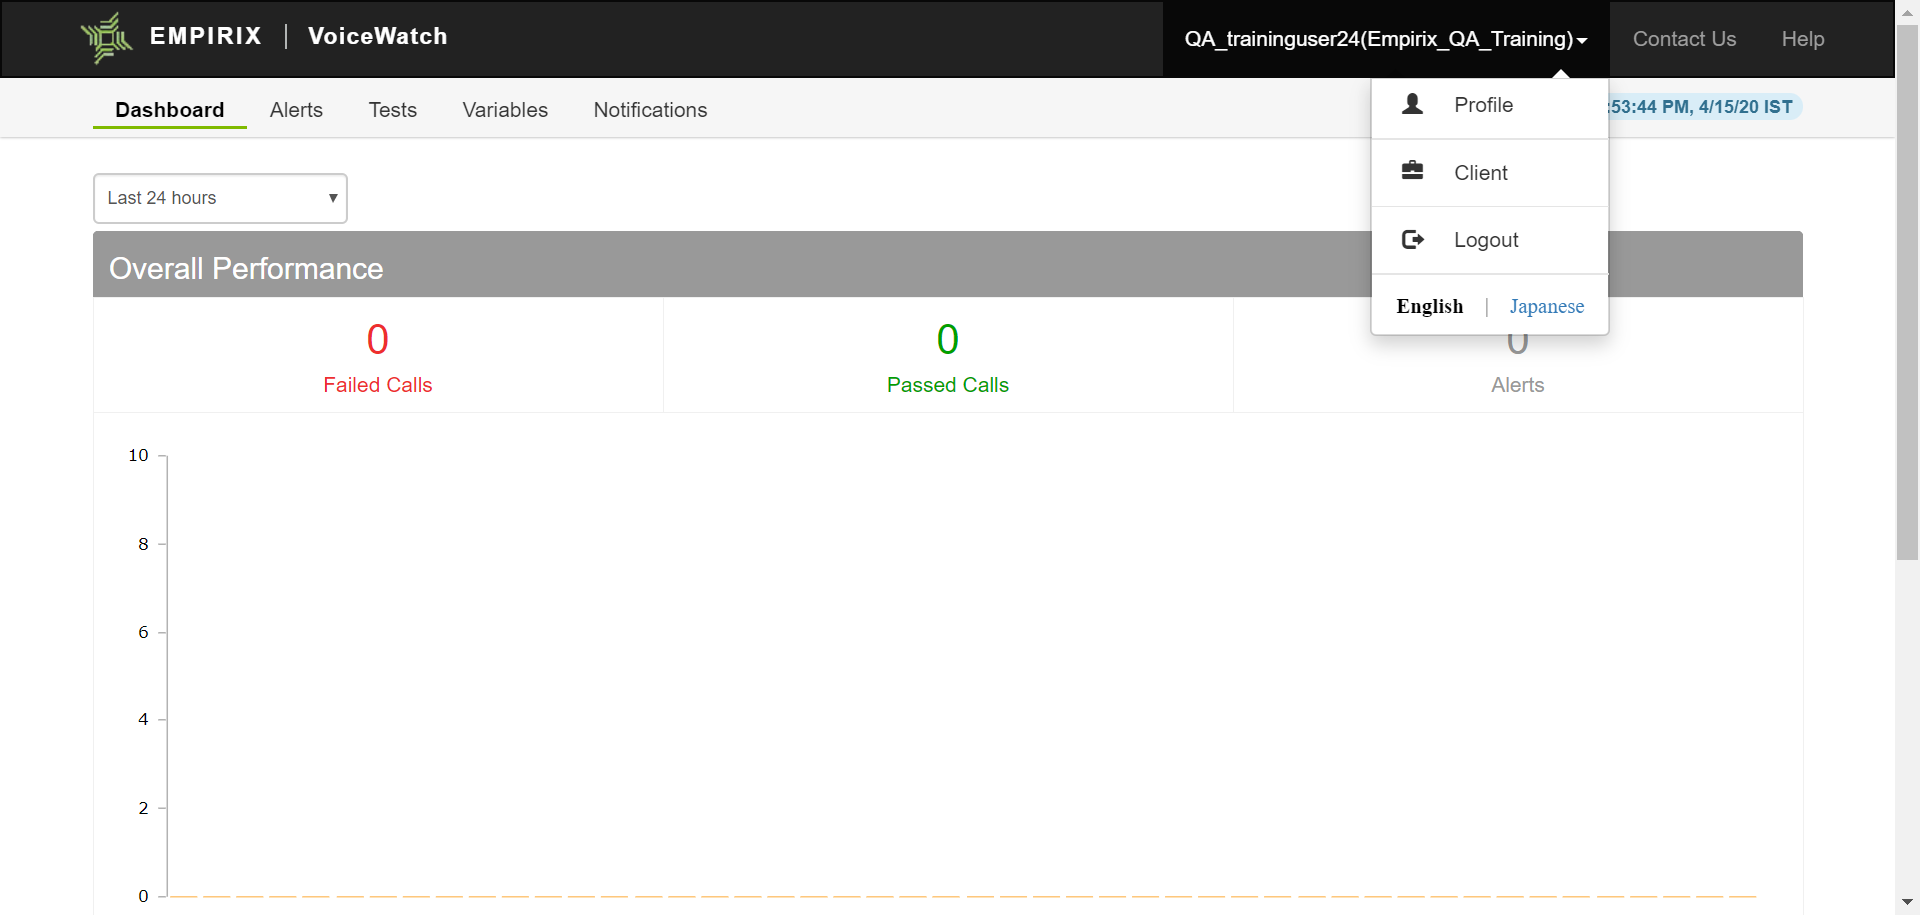 EMPIRIX | VoiceWatch
QA_traininguser24(Empirix_QA_Training)
Contact Us
Help
Dashboard
Alerts
Tests
Variables
Notifications
:53:44 PM, 4/15/20 IST
Profile
Client
Logout
English | Japanese
Last 24 hours
Overall Performance
0
Failed Calls
0
Passed Calls
0
Alerts
10
8
6
4
2
0